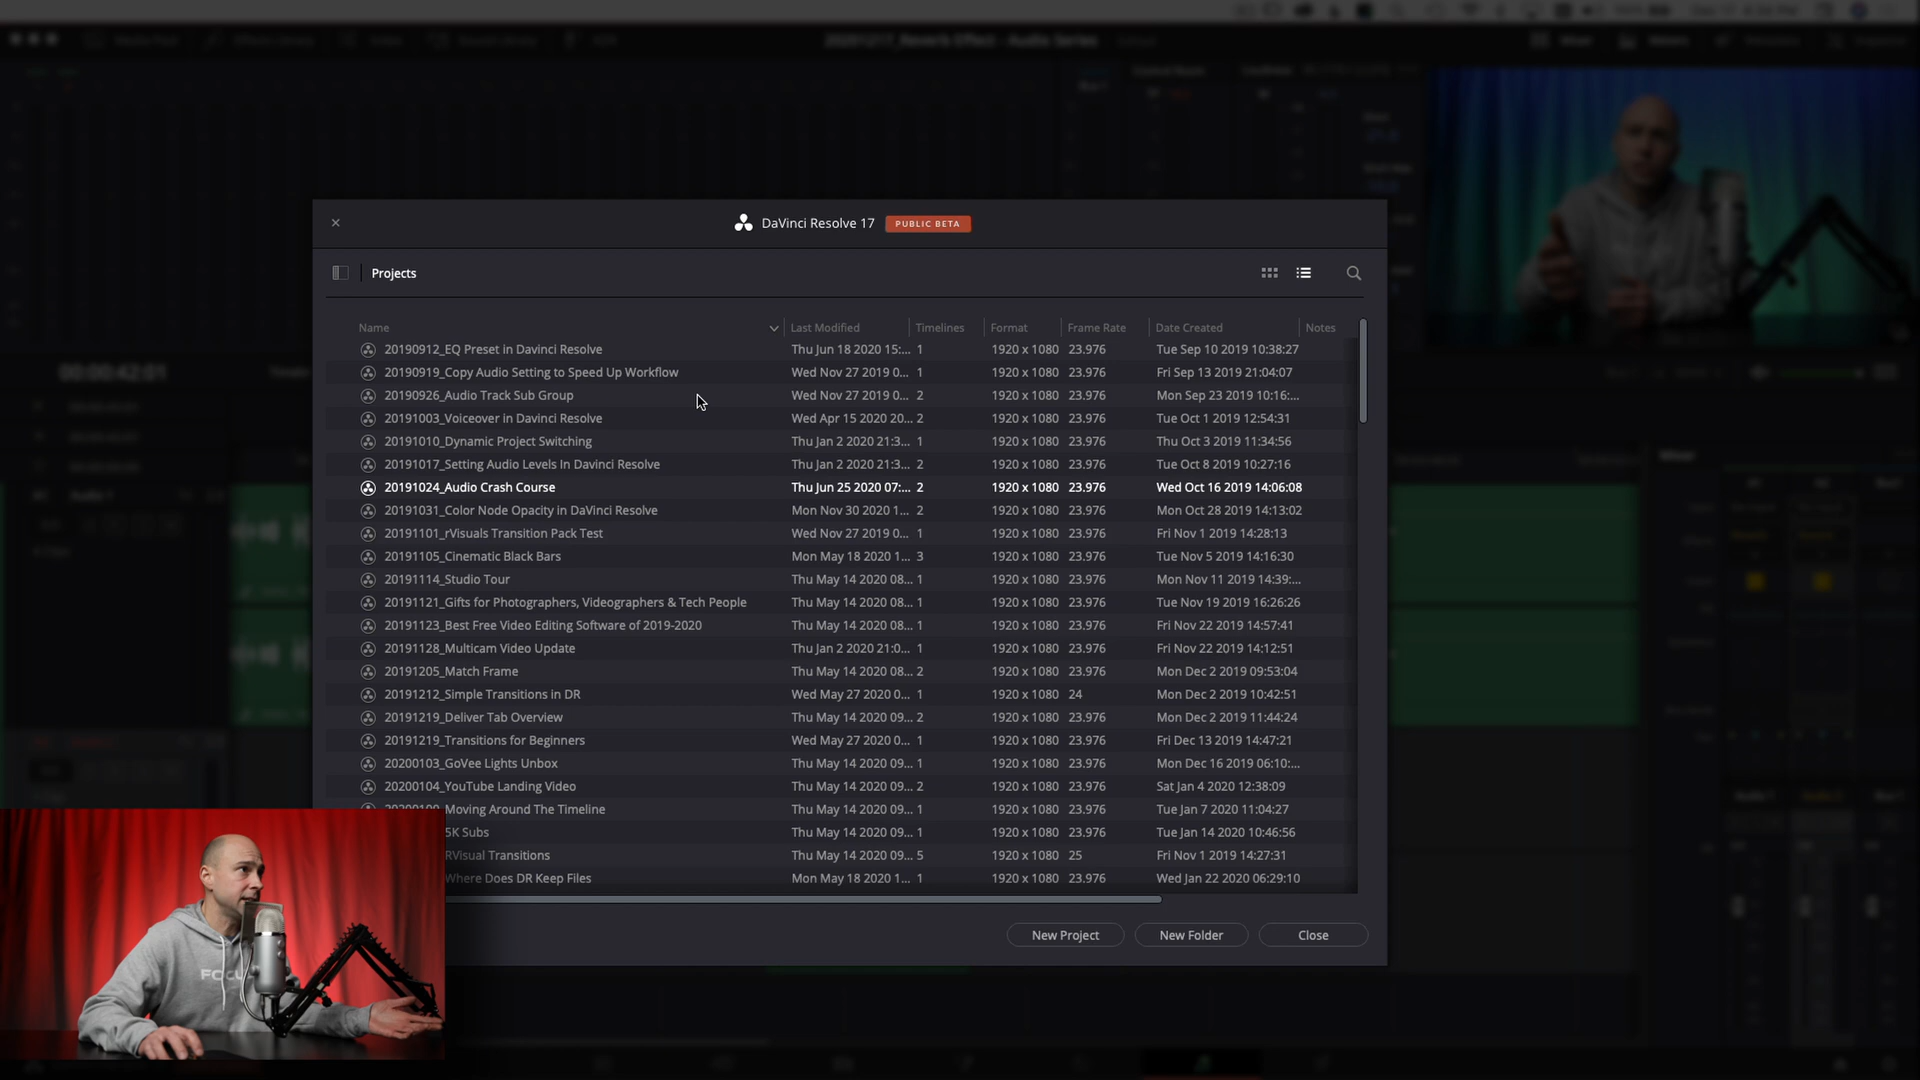 20201217_Reverb Effect - Audio Series
DaVinci Resolve 17 PUBLIC BETA
Projects
Name Last Modified Timelines Format Frame Rate Date Created Notes
20190912_EQ Preset in Davinci Resolve Thu Jun 18 2020 15:... 1 1920 x 1080 23.976 Tue Sep 10 2019 10:38:27
20190919_Copy Audio Setting to Speed Up Workflow Wed Nov 27 2019 0... 1 1920 x 1080 23.976 Fri Sep 13 2019 21:04:07
20190926_Audio Track Sub Group Wed Nov 27 2019 0... 2 1920 x 1080 23.976 Mon Sep 23 2019 10:16:...
20191003_Voiceover in Davinci Resolve Wed Apr 15 2020 20... 2 1920 x 1080 23.976 Tue Oct 1 2019 12:54:31
20191010_Dynamic Project Switching Thu Jan 2 2020 21:3... 1 1920 x 1080 23.976 Thu Oct 3 2019 11:34:56
20191017_Setting Audio Levels In Davinci Resolve Thu Jan 2 2020 21:3... 2 1920 x 1080 23.976 Tue Oct 8 2019 10:27:16
20191024_Audio Crash Course Thu Jun 25 2020 07:... 2 1920 x 1080 23.976 Wed Oct 16 2019 14:06:08
20191031_Color Node Opacity in DaVinci Resolve Mon Nov 30 2020 1... 2 1920 x 1080 23.976 Mon Oct 28 2019 14:13:02
20191101_rVisuals Transition Pack Test Wed Nov 27 2019 0... 1 1920 x 1080 23.976 Fri Nov 1 2019 14:28:13
20191105_Cinematic Black Bars Mon May 18 2020 1... 3 1920 x 1080 23.976 Tue Nov 5 2019 14:16:30
20191114_Studio Tour Thu May 14 2020 08... 1 1920 x 1080 23.976 Mon Nov 11 2019 14:39:...
20191121_Gifts for Photographers, Videographers & Tech People Thu May 14 2020 08... 1 1920 x 1080 23.976 Tue Nov 19 2019 16:26:26
20191123_Best Free Video Editing Software of 2019-2020 Thu May 14 2020 08... 1 1920 x 1080 23.976 Fri Nov 22 2019 14:57:41
20191128_Multicam Video Update Thu Jan 2 2020 21:0... 1 1920 x 1080 23.976 Fri Nov 22 2019 14:12:51
20191205_Match Frame Thu May 14 2020 08... 2 1920 x 1080 23.976 Mon Dec 2 2019 09:53:04
20191212_Simple Transitions in DR Wed May 27 2020 0... 1 1920 x 1080 24 Mon Dec 2 2019 10:42:51
20191219_Deliver Tab Overview Thu May 14 2020 09... 2 1920 x 1080 23.976 Mon Dec 2 2019 11:44:24
20191219_Transitions for Beginners Wed May 27 2020 0... 1 1920 x 1080 23.976 Fri Dec 13 2019 14:47:21
20200103_GoVee Lights Unbox Thu May 14 2020 09... 1 1920 x 1080 23.976 Mon Dec 16 2019 06:10:...
20200104_YouTube Landing Video Thu May 14 2020 09... 2 1920 x 1080 23.976 Sat Jan 4 2020 12:38:09
Moving Around The Timeline Thu May 14 2020 09... 1 1920 x 1080 23.976 Tue Jan 7 2020 11:04:27
5K Subs Thu May 14 2020 09... 1 1920 x 1080 23.976 Tue Jan 14 2020 10:46:56
RVisual Transitions Thu May 14 2020 09... 5 1920 x 1080 25 Fri Nov 1 2019 14:27:31
Where Does DR Keep Files Mon May 18 2020 1... 1 1920 x 1080 23.976 Wed Jan 22 2020 06:29:10
New Project New Folder Close
00:00:42:01